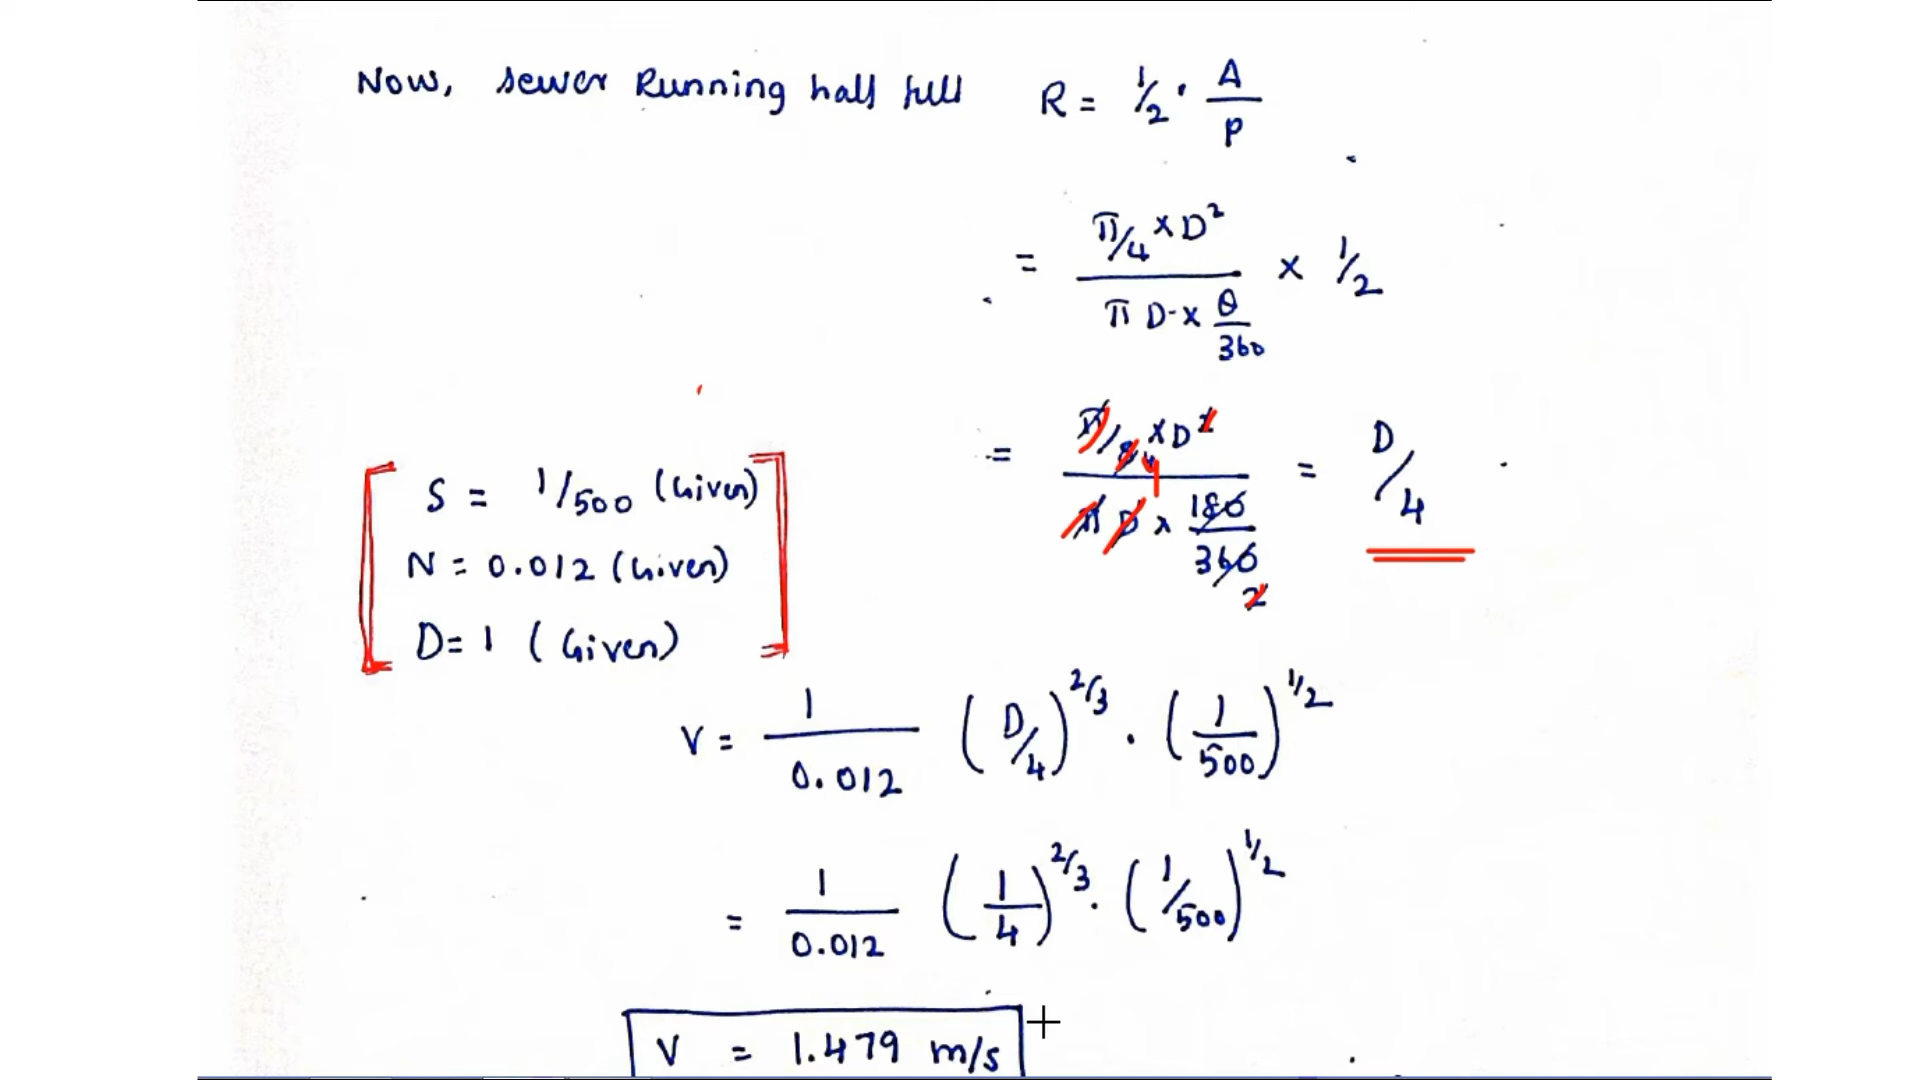 Now, Sewer Running half full R = 1/2 · A/P
= π/4 × D² / π D × θ/360 × 1/2
= π/8 4 × D² / π D × 180/360 2 = D/4
S = 1/500 (Given)
N = 0.012 (Given)
D = 1 (Given)
V = 1/0.012 (D/4)^2/3 · (1/500)^1/2
= 1/0.012 (1/4)^2/3 · (1/500)^1/2
V = 1.479 m/s